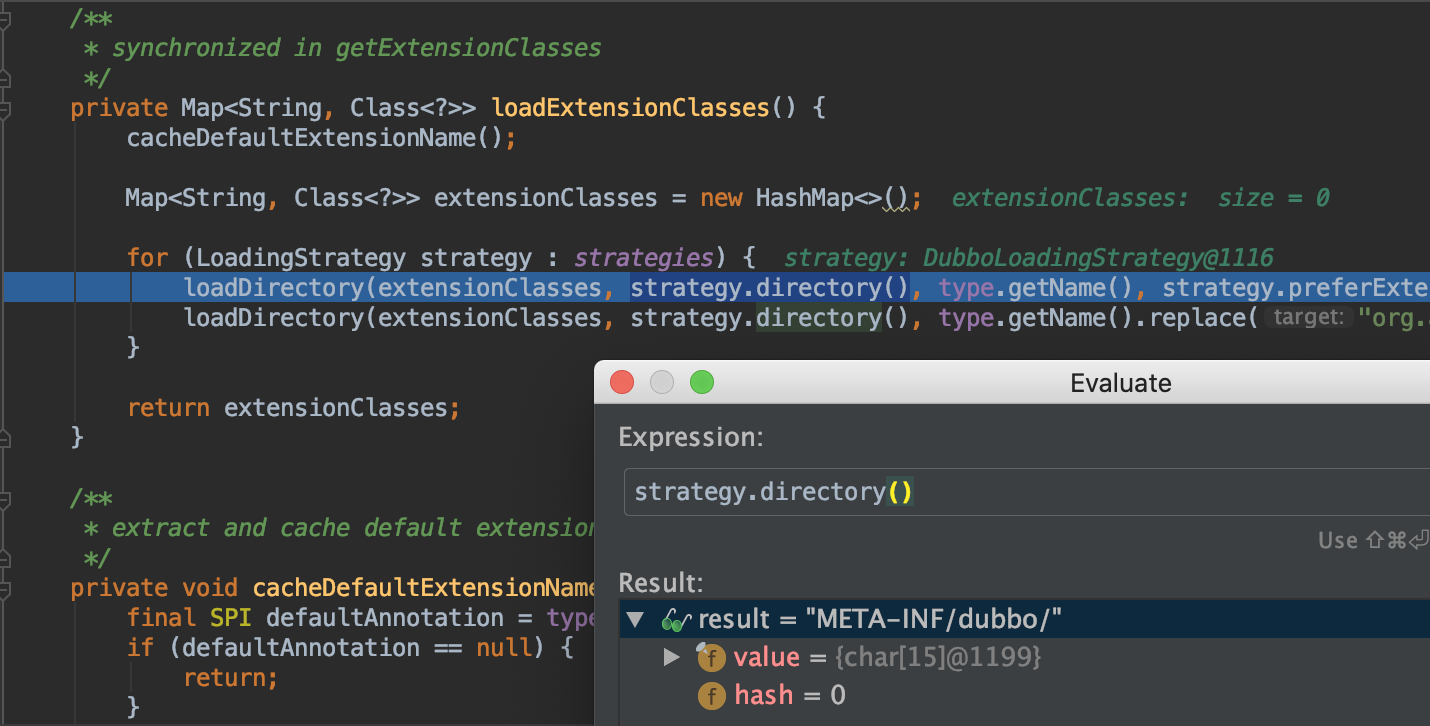 /**
* synchronized in getExtensionClasses
*/
private Map<String, Class<?>> loadExtensionClasses() {
cacheDefaultExtensionName();
Map<String, Class<?>> extensionClasses = new HashMap<>(); extensionClasses: size = 0
for (LoadingStrategy strategy : strategies) { strategy: DubboLoadingStrategy@1116
loadDirectory(extensionClasses, strategy.directory(), type.getName(), strategy.preferExte
loadDirectory(extensionClasses, strategy.directory(), type.getName().replace( target: "org.
}
return extensionClasses;
}
/**
* extract and cache default extension
*/
private void cacheDefaultExtensionName
final SPI defaultAnnotation = type
if (defaultAnnotation == null) {
return;
}
Evaluate
Expression:
strategy.directory()
Use ⇧⌘⏎
Result:
result = "META-INF/dubbo/"
f value = {char[15]@1199}
f hash = 0